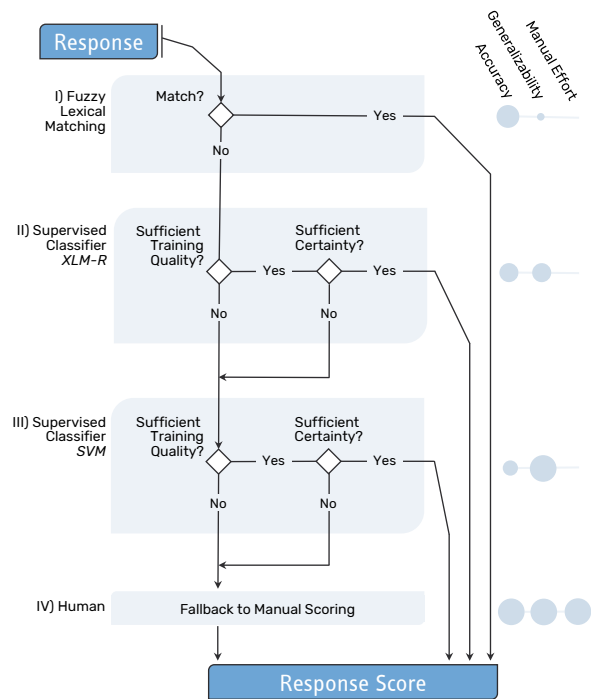 Response
Accuracy
Generalizability
Manual Effort
I) Fuzzy
Lexical
Matching
Match?
Yes
No
II) Supervised
Classifier
XLM-R
Sufficient
Training
Quality?
Yes
Sufficient
Certainty?
Yes
No
No
III) Supervised
Classifier
SVM
Sufficient
Training
Quality?
Yes
Sufficient
Certainty?
Yes
No
No
IV) Human
Fallback to Manual Scoring
Response Score